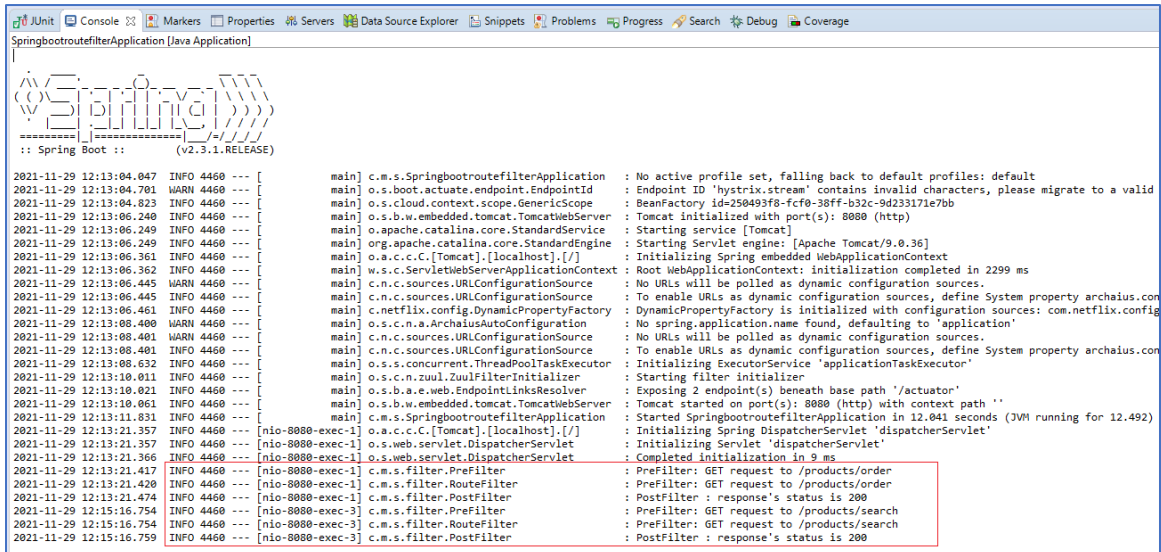 JUnit Console Markers Properties Servers Data Source Explorer Snippets Problems Progress Search Debug Coverage
SpringbootroutefilterApplication [Java Application]
  .   ____          _            __ _ _
 /\\ / ___'_ __ _ _(_)_ __  __ _ \ \ \ \
( ( )\___ | '_ | '_| | '_ \/ _` | \ \ \ \
 \\/  ___)| |_)| | | | | || (_| |  ) ) ) )
  '  |____| .__|_| |_|_| |_\__, | / / / /
 =========|_|==============|___/=/_/_/_/
 :: Spring Boot ::        (v2.3.1.RELEASE)
2021-11-29 12:13:04.047  INFO 4460 --- [           main] c.m.s.SpringbootroutefilterApplication   : No active profile set, falling back to default profiles: default
2021-11-29 12:13:04.701  WARN 4460 --- [           main] o.s.boot.actuate.endpoint.EndpointId     : Endpoint ID 'hystrix.stream' contains invalid characters, please migrate to a valid
2021-11-29 12:13:04.823  INFO 4460 --- [           main] o.s.cloud.context.scope.GenericScope     : BeanFactory id=250493f8-fcf0-38ff-b32c-9d233171e7bb
2021-11-29 12:13:06.240  INFO 4460 --- [           main] o.s.b.w.embedded.tomcat.TomcatWebServer  : Tomcat initialized with port(s): 8080 (http)
2021-11-29 12:13:06.249  INFO 4460 --- [           main] o.apache.catalina.core.StandardService   : Starting service [Tomcat]
2021-11-29 12:13:06.249  INFO 4460 --- [           main] org.apache.catalina.core.StandardEngine  : Starting Servlet engine: [Apache Tomcat/9.0.36]
2021-11-29 12:13:06.361  INFO 4460 --- [           main] o.a.c.c.C.[Tomcat].[localhost].[/]       : Initializing Spring embedded WebApplicationContext
2021-11-29 12:13:06.362  INFO 4460 --- [           main] w.s.c.ServletWebServerApplicationContext : Root WebApplicationContext: initialization completed in 2299 ms
2021-11-29 12:13:06.445  WARN 4460 --- [           main] c.n.c.sources.URLConfigurationSource     : No URLs will be polled as dynamic configuration sources.
2021-11-29 12:13:06.445  INFO 4460 --- [           main] c.n.c.sources.URLConfigurationSource     : To enable URLs as dynamic configuration sources, define System property archaius.con
2021-11-29 12:13:06.461  INFO 4460 --- [           main] c.netflix.config.DynamicPropertyFactory  : DynamicPropertyFactory is initialized with configuration sources: com.netflix.config
2021-11-29 12:13:08.400  WARN 4460 --- [           main] o.s.c.n.a.ArchaiusAutoConfiguration      : No spring.application.name found, defaulting to 'application'
2021-11-29 12:13:08.401  WARN 4460 --- [           main] c.n.c.sources.URLConfigurationSource     : No URLs will be polled as dynamic configuration sources.
2021-11-29 12:13:08.401  INFO 4460 --- [           main] c.n.c.sources.URLConfigurationSource     : To enable URLs as dynamic configuration sources, define System property archaius.con
2021-11-29 12:13:08.632  INFO 4460 --- [           main] o.s.s.concurrent.ThreadPoolTaskExecutor  : Initializing ExecutorService 'applicationTaskExecutor'
2021-11-29 12:13:10.011  INFO 4460 --- [           main] o.s.c.n.zuul.ZuulFilterInitializer       : Starting filter initializer
2021-11-29 12:13:10.021  INFO 4460 --- [           main] o.s.b.a.e.web.EndpointLinksResolver      : Exposing 2 endpoint(s) beneath base path '/actuator'
2021-11-29 12:13:10.061  INFO 4460 --- [           main] o.s.b.w.embedded.tomcat.TomcatWebServer  : Tomcat started on port(s): 8080 (http) with context path ''
2021-11-29 12:13:11.831  INFO 4460 --- [           main] c.m.s.SpringbootroutefilterApplication   : Started SpringbootroutefilterApplication in 12.041 seconds (JVM running for 12.492)
2021-11-29 12:13:21.357  INFO 4460 --- [nio-8080-exec-1] o.a.c.c.C.[Tomcat].[localhost].[/]       : Initializing Spring DispatcherServlet 'dispatcherServlet'
2021-11-29 12:13:21.357  INFO 4460 --- [nio-8080-exec-1] o.s.web.servlet.DispatcherServlet        : Initializing Servlet 'dispatcherServlet'
2021-11-29 12:13:21.366  INFO 4460 --- [nio-8080-exec-1] o.s.web.servlet.DispatcherServlet        : Completed initialization in 9 ms
2021-11-29 12:13:21.417  INFO 4460 --- [nio-8080-exec-1] c.m.s.filter.PreFilter                   : PreFilter: GET request to /products/order
2021-11-29 12:13:21.420  INFO 4460 --- [nio-8080-exec-1] c.m.s.filter.RouteFilter                 : PreFilter: GET request to /products/order
2021-11-29 12:13:21.474  INFO 4460 --- [nio-8080-exec-1] c.m.s.filter.PostFilter                  : PostFilter : response's status is 200
2021-11-29 12:15:16.754  INFO 4460 --- [nio-8080-exec-3] c.m.s.filter.PreFilter                   : PreFilter: GET request to /products/search
2021-11-29 12:15:16.754  INFO 4460 --- [nio-8080-exec-3] c.m.s.filter.RouteFilter                 : PreFilter: GET request to /products/search
2021-11-29 12:15:16.759  INFO 4460 --- [nio-8080-exec-3] c.m.s.filter.PostFilter                  : PostFilter : response's status is 200